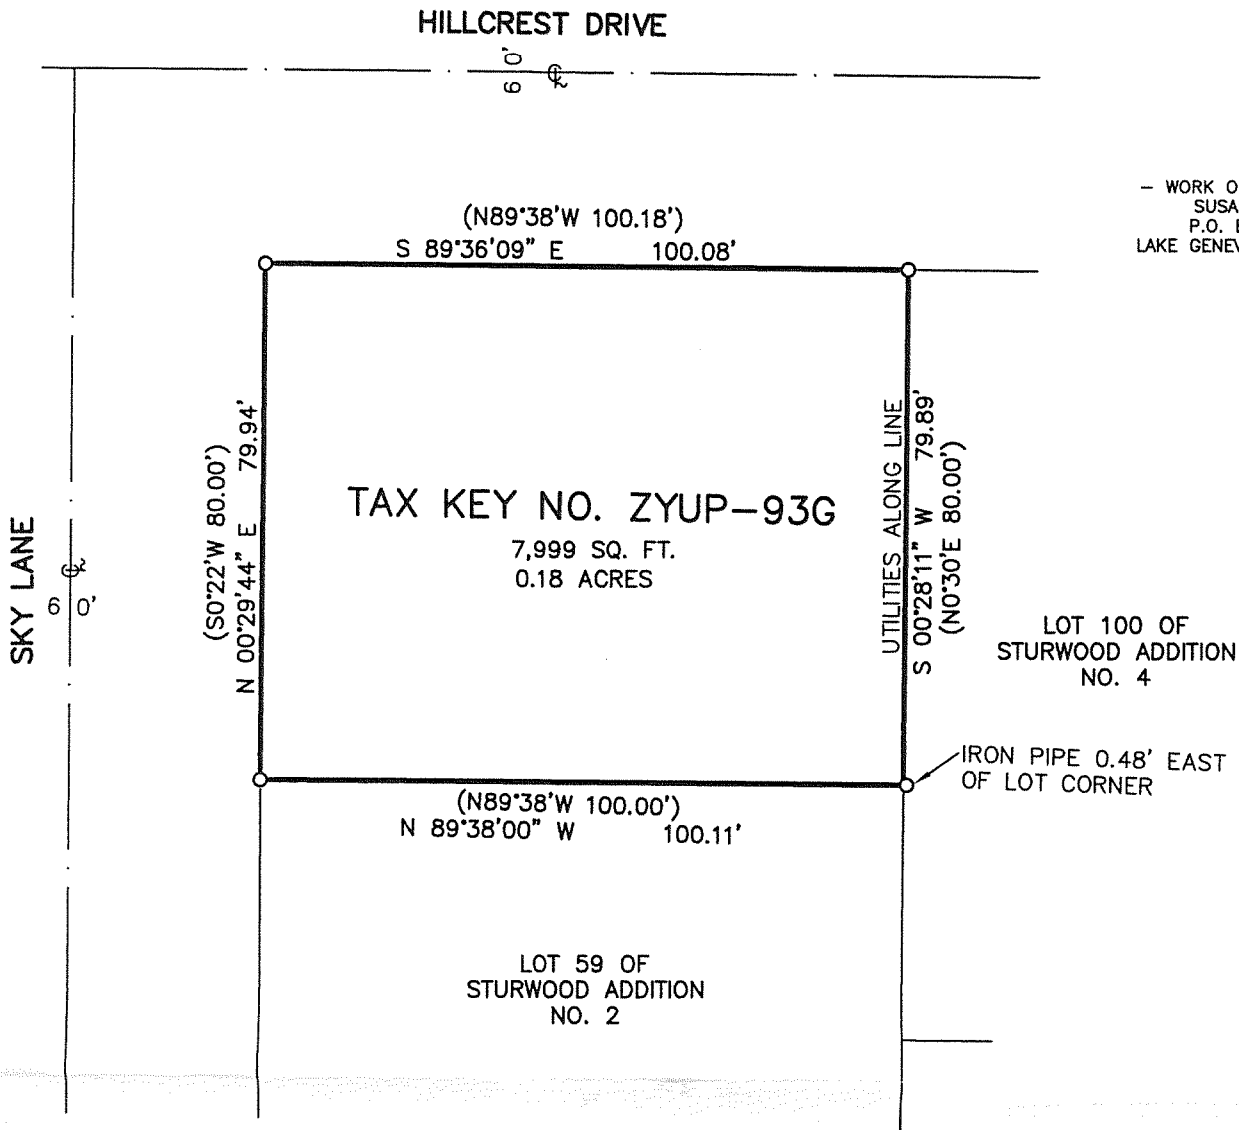 HILLCREST DRIVE
60'
– WORK O
SUSA
P.O. 
LAKE GENEV
(N89°38'W 100.18')
S 89°36'09" E 100.08'
SKY LANE
60'
(S0°22'W 80.00')
N 00°29'44" E 79.94'
TAX KEY NO. ZYUP–93G
7,999 SQ. FT.
0.18 ACRES
UTILITIES ALONG LINE
S 00°28'11" W 79.89'
(N0°30'E 80.00')
LOT 100 OF
STURWOOD ADDITION
NO. 4
IRON PIPE 0.48' EAST
OF LOT CORNER
(N89°38'W 100.00')
N 89°38'00" W 100.11'
LOT 59 OF
STURWOOD ADDITION
NO. 2